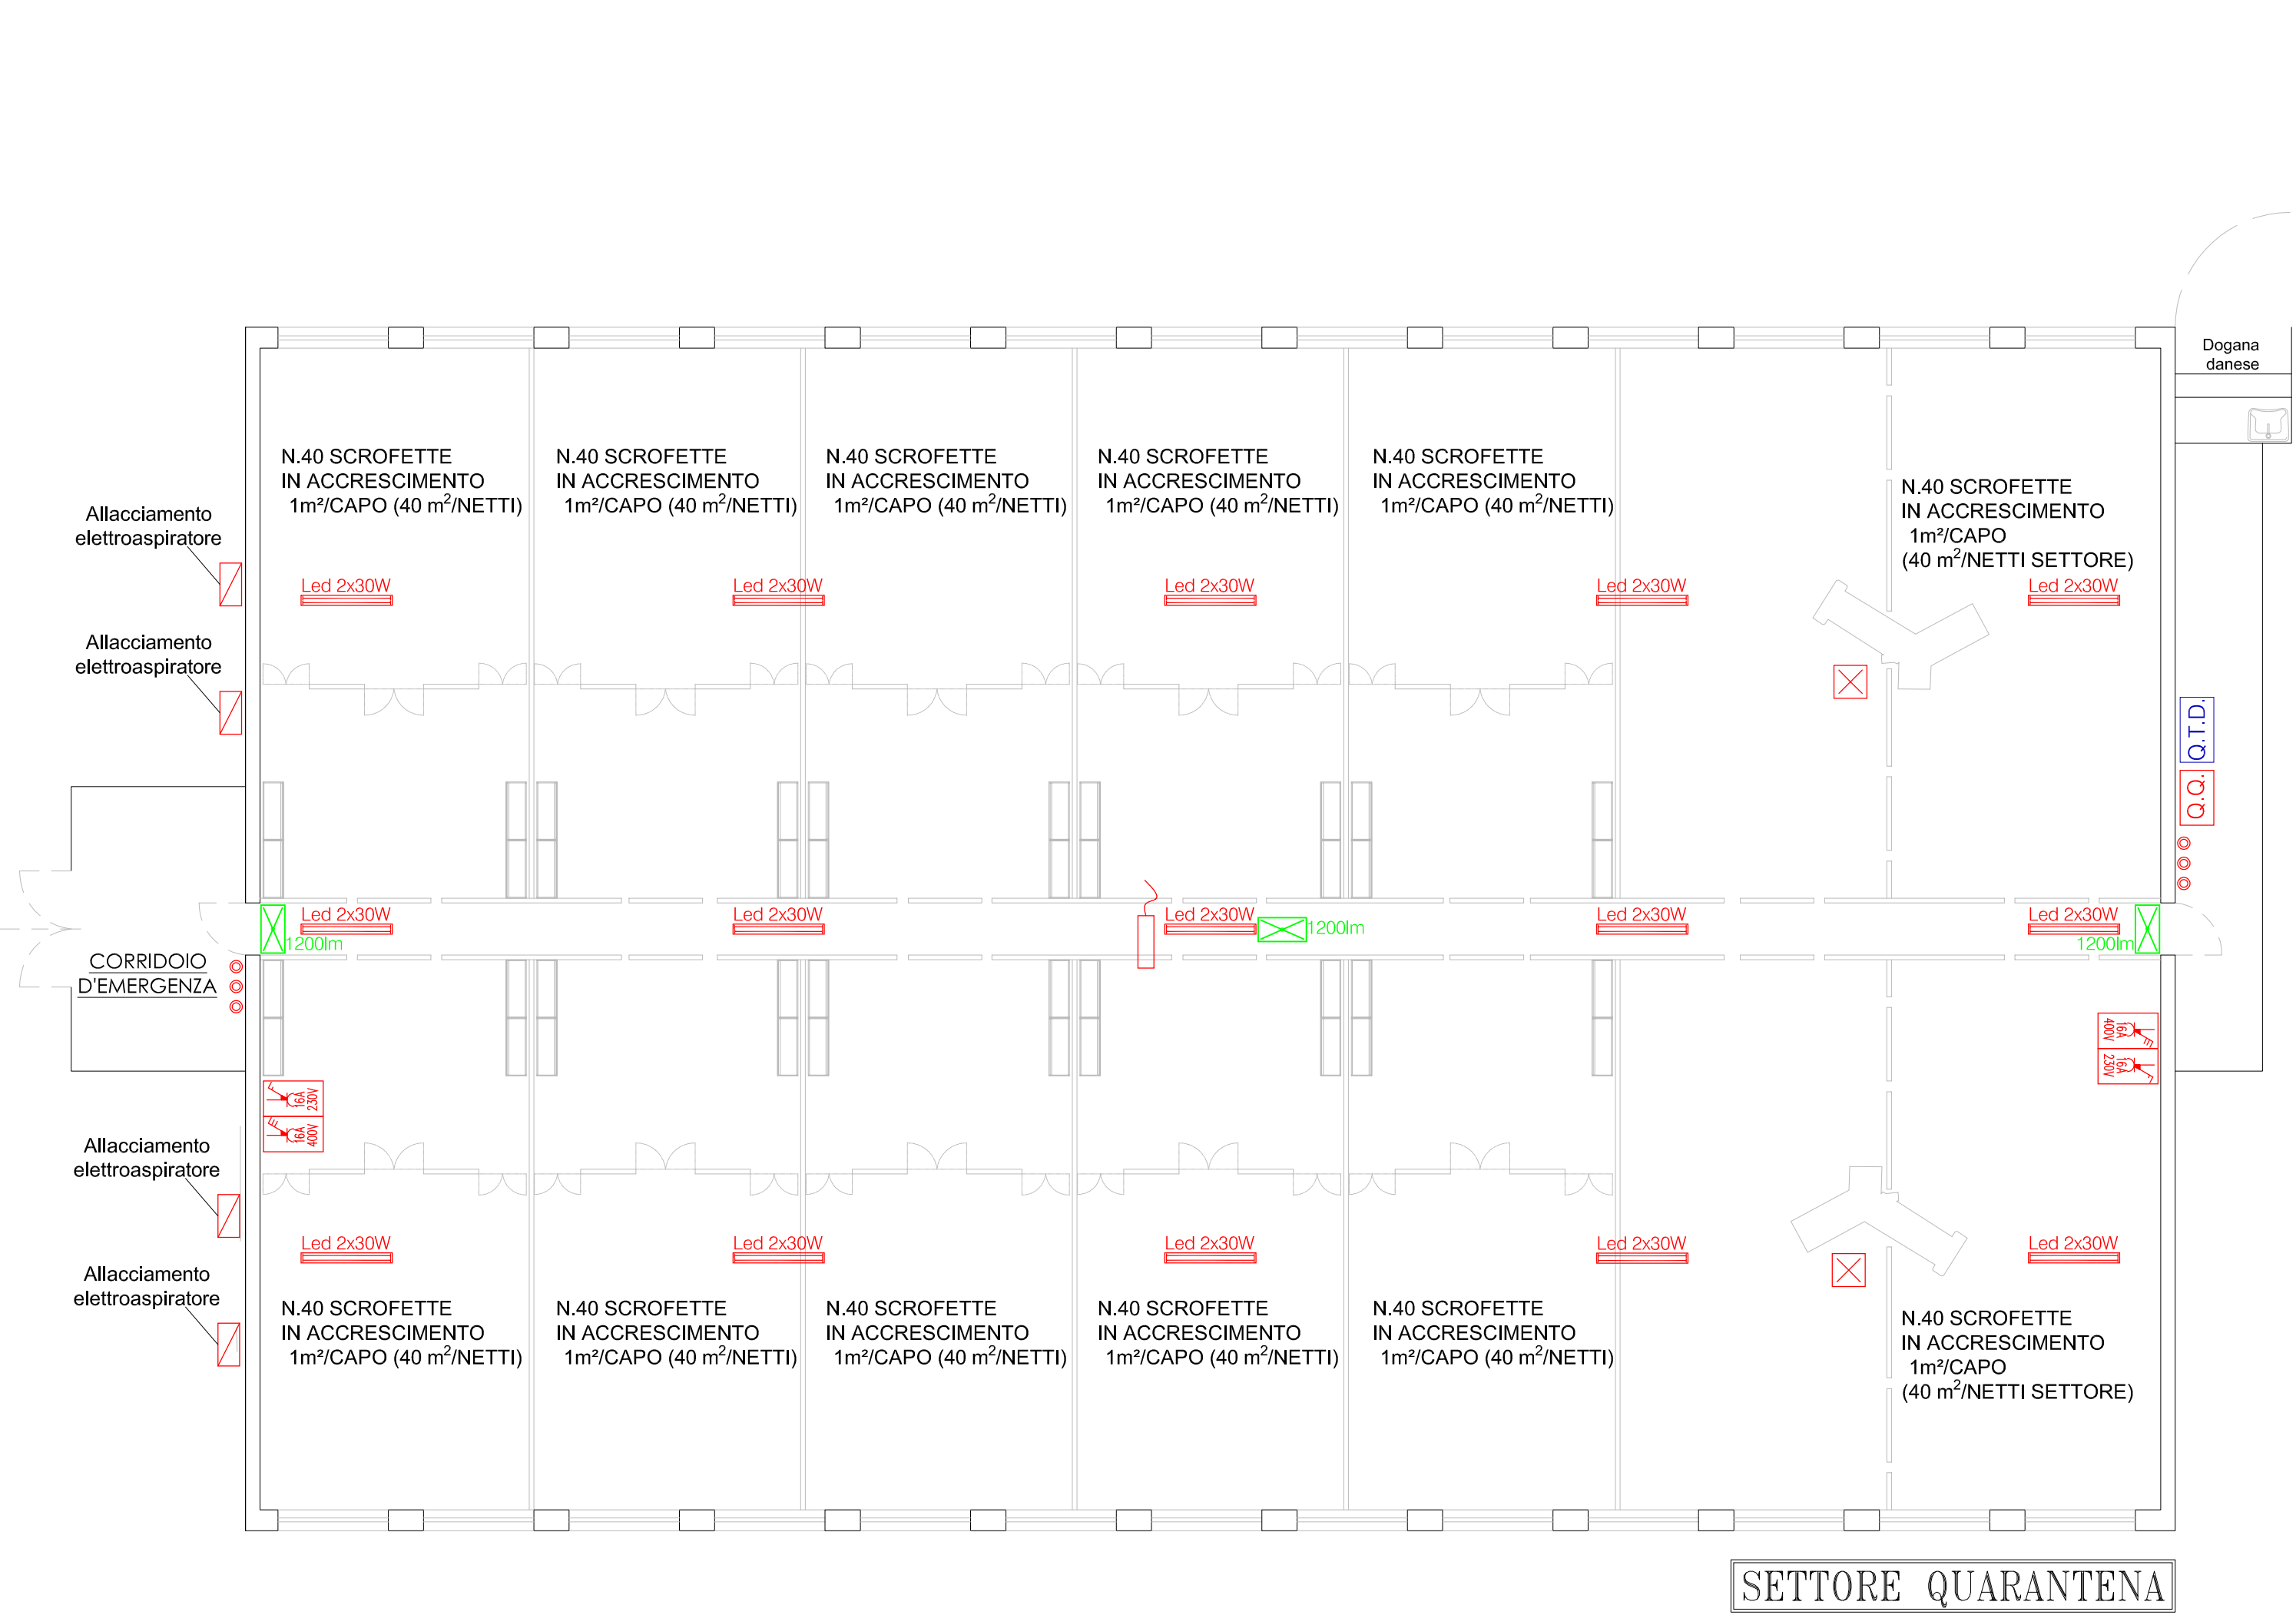 Dogana
danese
N.40 SCROFETTE
IN ACCRESCIMENTO
1m²/CAPO (40 m²/NETTI)
N.40 SCROFETTE
IN ACCRESCIMENTO
1m²/CAPO (40 m²/NETTI)
N.40 SCROFETTE
IN ACCRESCIMENTO
1m²/CAPO (40 m²/NETTI)
N.40 SCROFETTE
IN ACCRESCIMENTO
1m²/CAPO (40 m²/NETTI)
N.40 SCROFETTE
IN ACCRESCIMENTO
1m²/CAPO (40 m²/NETTI)
N.40 SCROFETTE
IN ACCRESCIMENTO
1m²/CAPO
(40 m²/NETTI SETTORE)
Allacciamento
elettroaspiratore
Led 2x30W
Led 2x30W
Led 2x30W
Led 2x30W
Led 2x30W
Allacciamento
elettroaspiratore
Q.T.D.
Q.Q.
Led 2x30W
Led 2x30W
Led 2x30W
Led 2x30W
Led 2x30W
1200lm
1200lm
1200lm
CORRIDOIO
D'EMERGENZA
16A
400V
16A
230V
16A
230V
16A
400V
Allacciamento
elettroaspiratore
Led 2x30W
Led 2x30W
Led 2x30W
Led 2x30W
Led 2x30W
Allacciamento
elettroaspiratore
N.40 SCROFETTE
IN ACCRESCIMENTO
1m²/CAPO (40 m²/NETTI)
N.40 SCROFETTE
IN ACCRESCIMENTO
1m²/CAPO (40 m²/NETTI)
N.40 SCROFETTE
IN ACCRESCIMENTO
1m²/CAPO (40 m²/NETTI)
N.40 SCROFETTE
IN ACCRESCIMENTO
1m²/CAPO (40 m²/NETTI)
N.40 SCROFETTE
IN ACCRESCIMENTO
1m²/CAPO (40 m²/NETTI)
N.40 SCROFETTE
IN ACCRESCIMENTO
1m²/CAPO
(40 m²/NETTI SETTORE)
SETTORE QUARANTENA